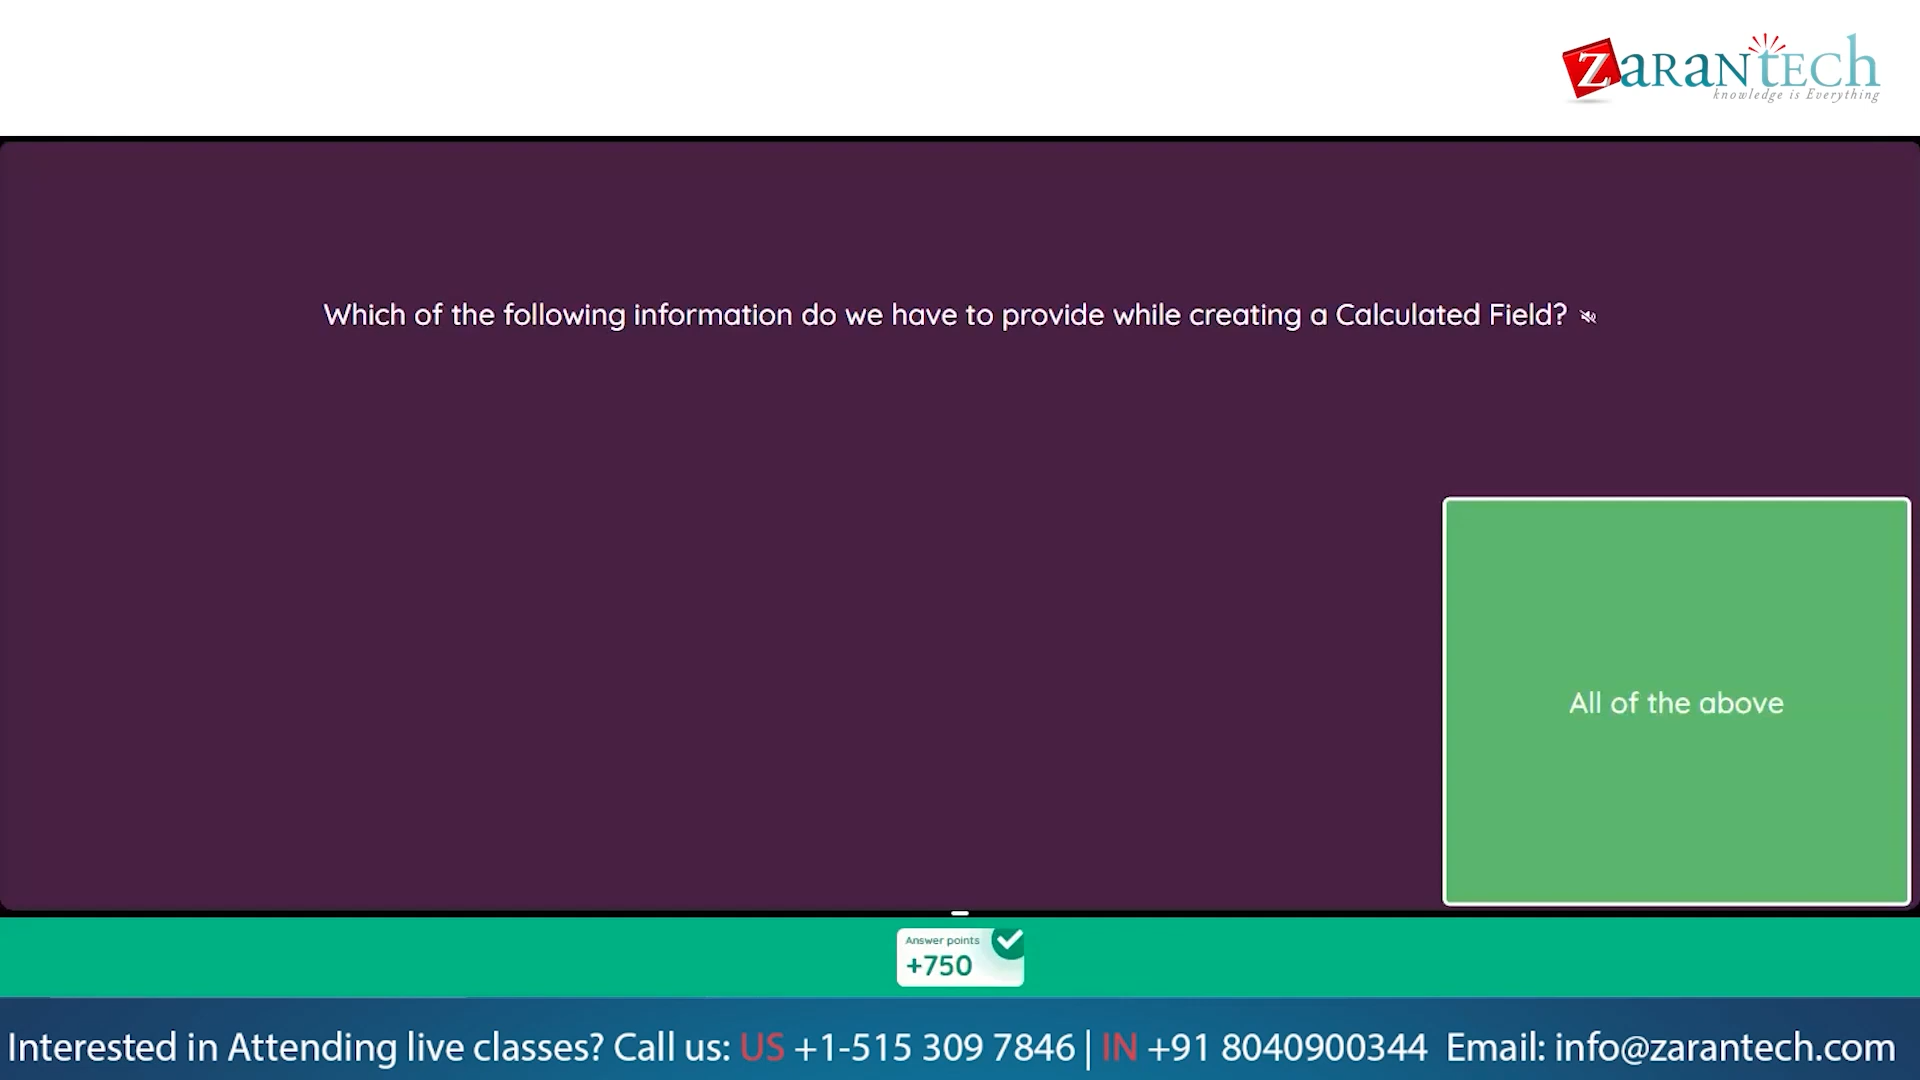 ZARANTECH
knowledge is Everything
Which of the following information do we have to provide while creating a Calculated Field?
All of the above
Answer points
+750
Interested in Attending live classes? Call us: US +1-515 309 7846 | IN +91 8040900344 Email: info@zarantech.com